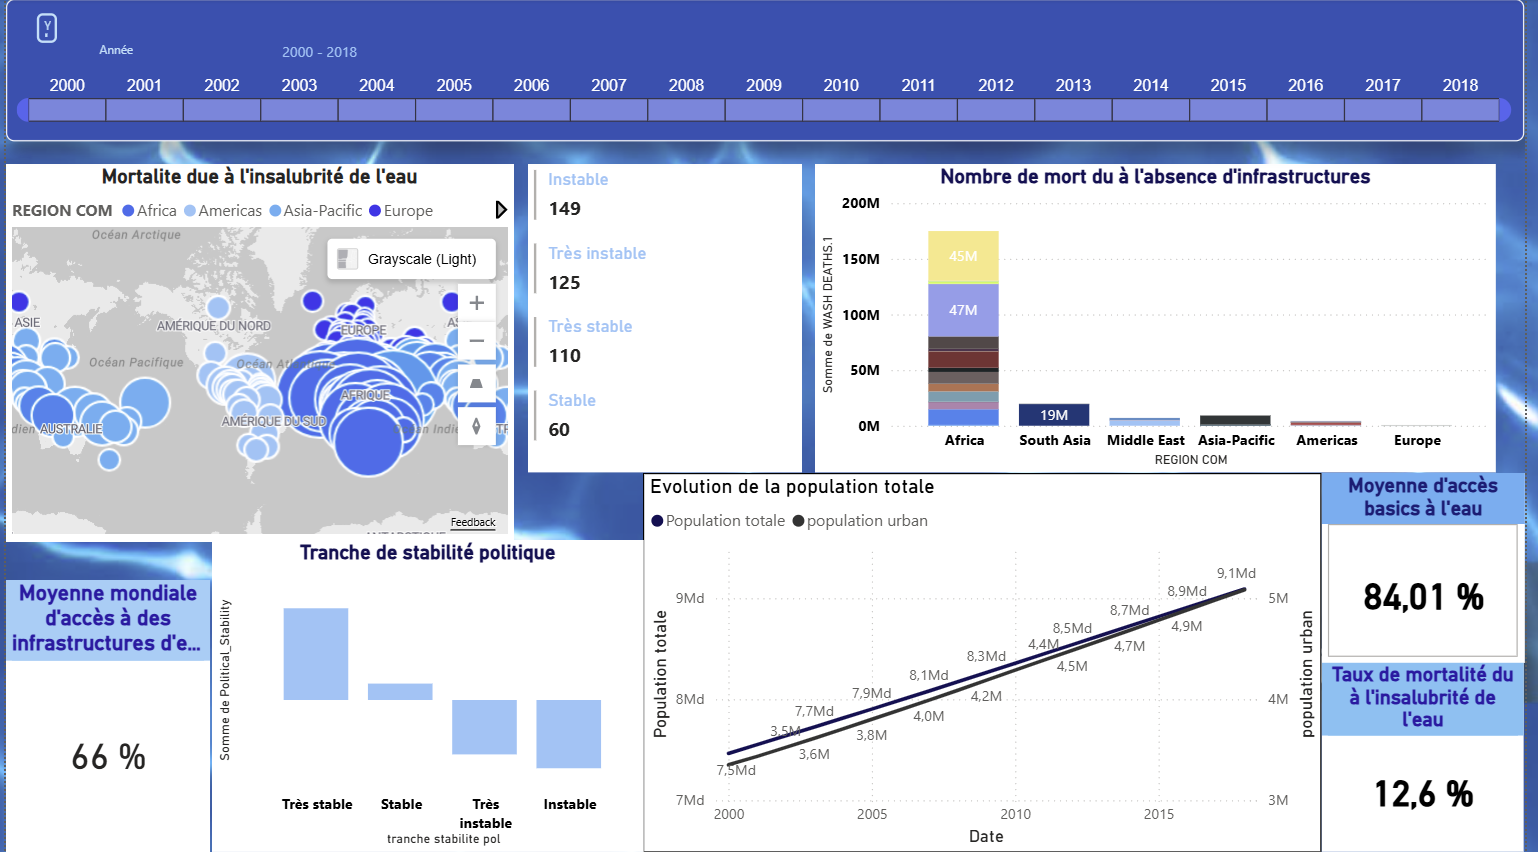 Année
2000 - 2018
2000 2001 2002 2003 2004 2005 2006 2007 2008 2009 2010 2011 2012 2013 2014 2015 2016 2017 2018
Mortalite due à l'insalubrité de l'eau
REGION COM Africa Americas Asia-Pacific Europe
Océan Arctique
Grayscale (Light)
ASIE
AMÉRIQUE DU NORD
EUROPE
Océan Pacifique
AFRIQUE
AMÉRIQUE DU SUD
AUSTRALIE
Feedback
Instable
149
Très instable
125
Très stable
110
Stable
60
Nombre de mort du à l'absence d'infrastructures
Somme de WASH DEATHS.1
200M
150M
100M
50M
0M
45M
47M
19M
Africa South Asia Middle East Asia-Pacific Americas Europe
REGION COM
Moyenne mondiale
d'accès à des
infrastructures d'e...
66 %
Tranche de stabilité politique
Somme de Political_Stability
Très stable Stable Très instable Instable
tranche stabilite pol
Evolution de la population totale
Population totale population urban
Population totale
9Md
8Md
7Md
7,5Md
7,7Md
7,9Md
8,1Md
8,3Md
8,5Md
8,7Md
8,9Md
9,1Md
3,5M
3,6M
3,8M
4,0M
4,2M
4,4M
4,5M
4,7M
4,9M
5M
4M
3M
population urban
2000 2005 2010 2015
Date
Moyenne d'accès
basics à l'eau
84,01 %
Taux de mortalité du
à l'insalubrité de
l'eau
12,6 %